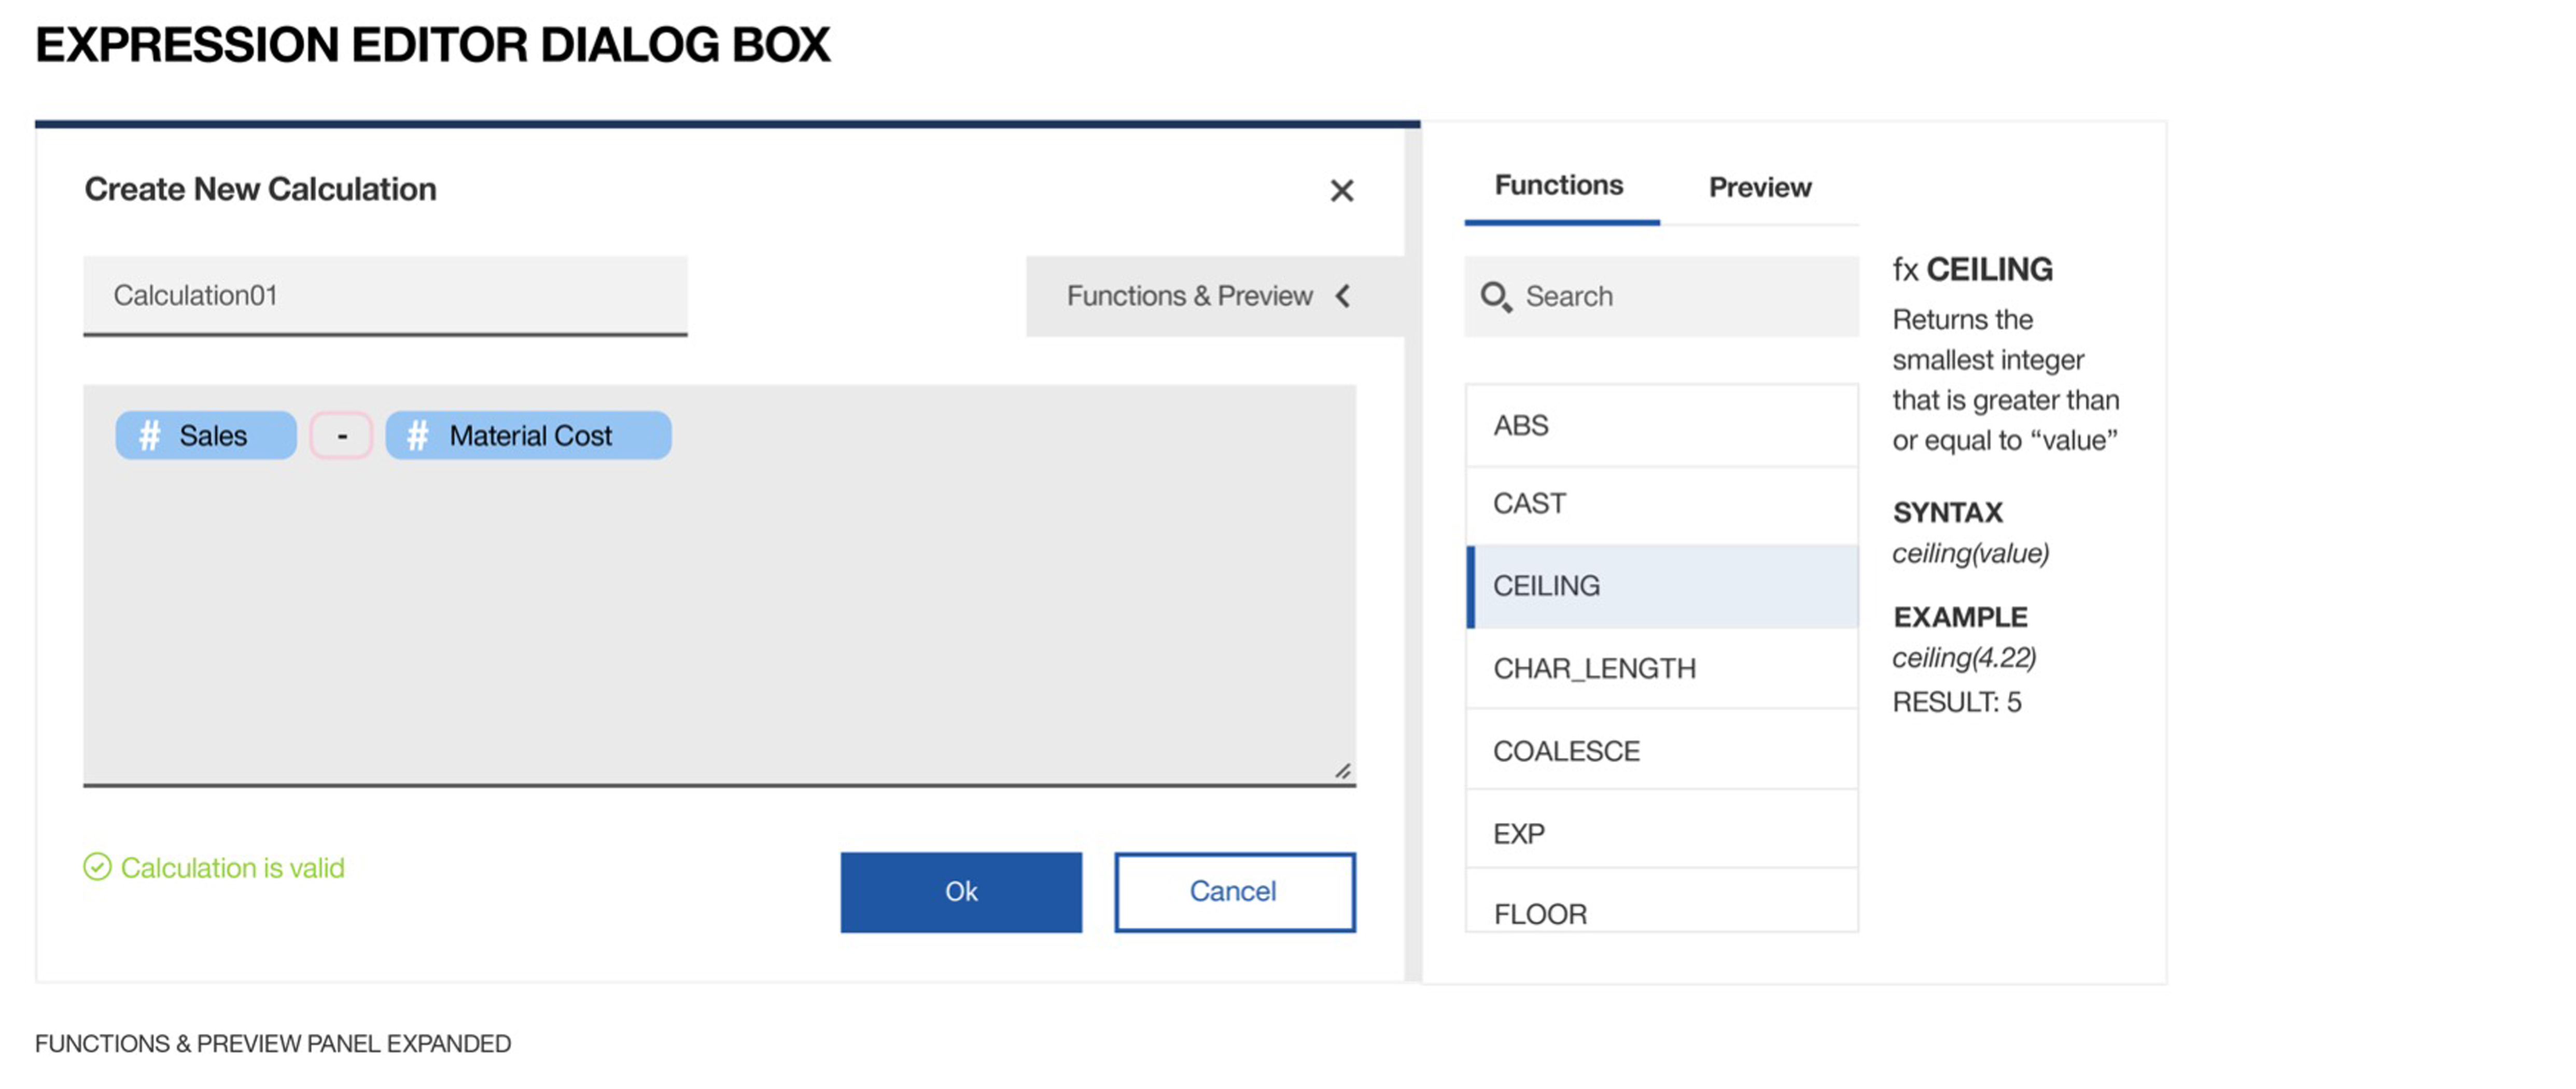 EXPRESSION EDITOR DIALOG BOX
Create New Calculation
Calculation01
Functions & Preview
# Sales - # Material Cost
Calculation is valid
Ok
Cancel
Functions
Preview
Search
ABS
CAST
CEILING
CHAR_LENGTH
COALESCE
EXP
FLOOR
fx CEILING
Returns the
smallest integer
that is greater than
or equal to “value”
SYNTAX
ceiling(value)
EXAMPLE
ceiling(4.22)
RESULT: 5
FUNCTIONS & PREVIEW PANEL EXPANDED